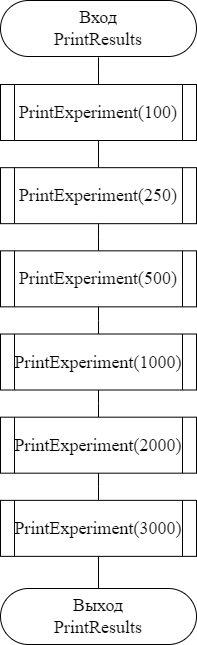 Вход
PrintResults
PrintExperiment(100)
PrintExperiment(250)
PrintExperiment(500)
PrintExperiment(1000)
PrintExperiment(2000)
PrintExperiment(3000)
Выход
PrintResults